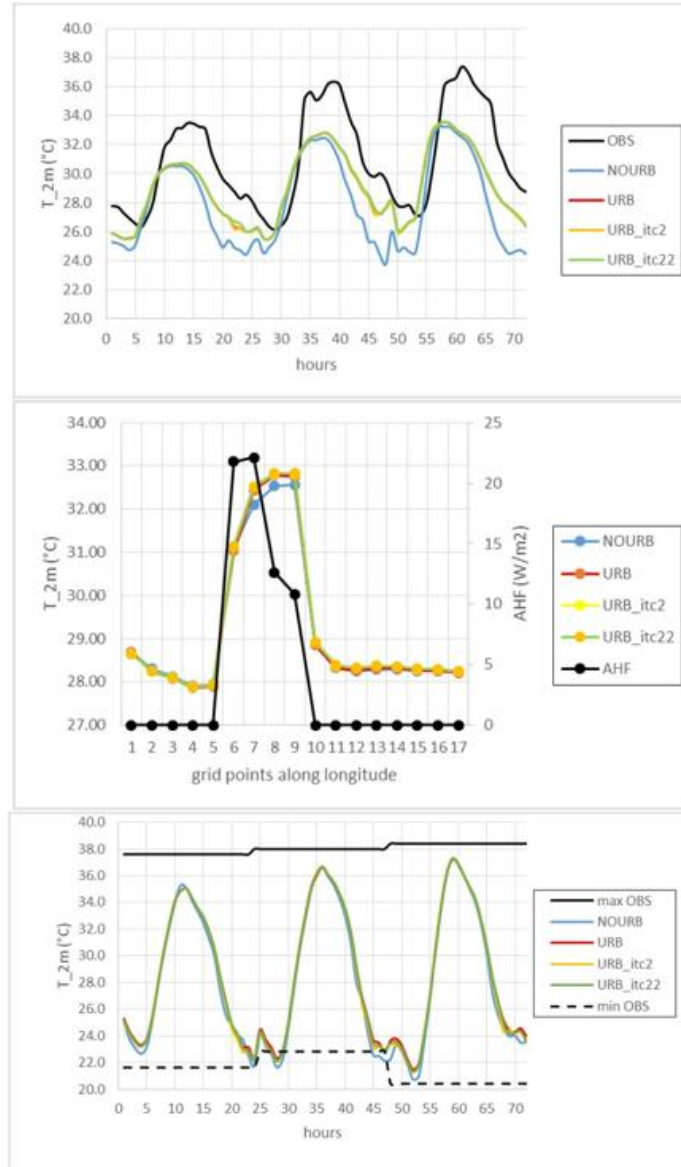 40.0
38.0
36.0
34.0
32.0
30.0
28.0
26.0
24.0
22.0
20.0
T_2m (°C)
0 5 10 15 20 25 30 35 40 45 50 55 60 65 70
hours
OBS
NOURB
URB
URB_itc2
URB_itc22
34.00
33.00
32.00
31.00
30.00
29.00
28.00
27.00
T_2m (°C)
25
20
15
10
5
0
AHF (W/m2)
1 2 3 4 5 6 7 8 9 10 11 12 13 14 15 16 17
grid points along longitude
NOURB
URB
URB_itc2
URB_itc22
AHF
40.0
38.0
36.0
34.0
32.0
30.0
28.0
26.0
24.0
22.0
20.0
T_2m (°C)
0 5 10 15 20 25 30 35 40 45 50 55 60 65 70
hours
max OBS
NOURB
URB
URB_itc2
URB_itc22
min OBS